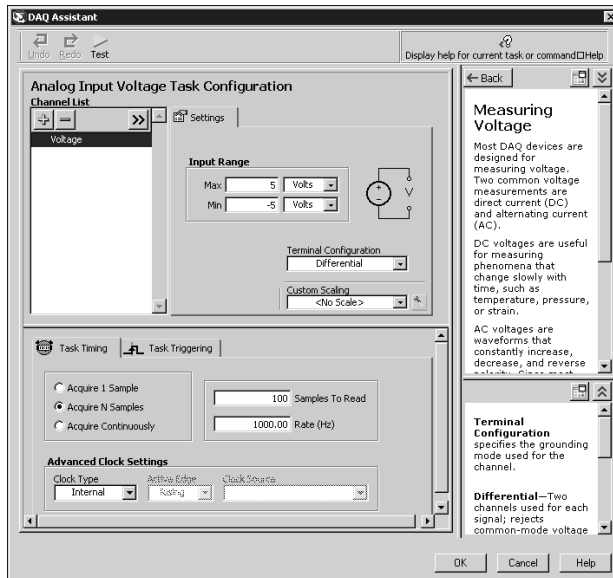 DAQ Assistant
Undo Redo Test
Display help for current task or command□Help
Analog Input Voltage Task Configuration
Channel List
Voltage
Settings
Input Range
Max 5 Volts
Min -5 Volts
V
Terminal Configuration
Differential
Custom Scaling
<No Scale>
Task Timing
Task Triggering
Acquire 1 Sample
Acquire N Samples
Acquire Continuously
100 Samples To Read
1000.00 Rate (Hz)
Advanced Clock Settings
Clock Type Active Edge Clock Source
Internal Rising
Back
Measuring
Voltage
Most DAQ devices are
designed for
measuring voltage.
Two common voltage
measurements are
direct current (DC)
and alternating current
(AC).
DC voltages are useful
for measuring
phenomena that
change slowly with
time, such as
temperature, pressure,
or strain.
AC voltages are
waveforms that
constantly increase,
decrease, and reverse
polarity. Since most
Terminal
Configuration
specifies the grounding
mode used for the
channel.
Differential—Two
channels used for each
signal; rejects
common-mode voltage
OK Cancel Help